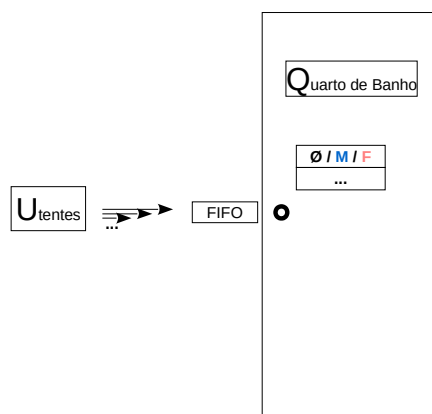 Quarto de Banho
Ø / M / F
...
Utentes
...
FIFO